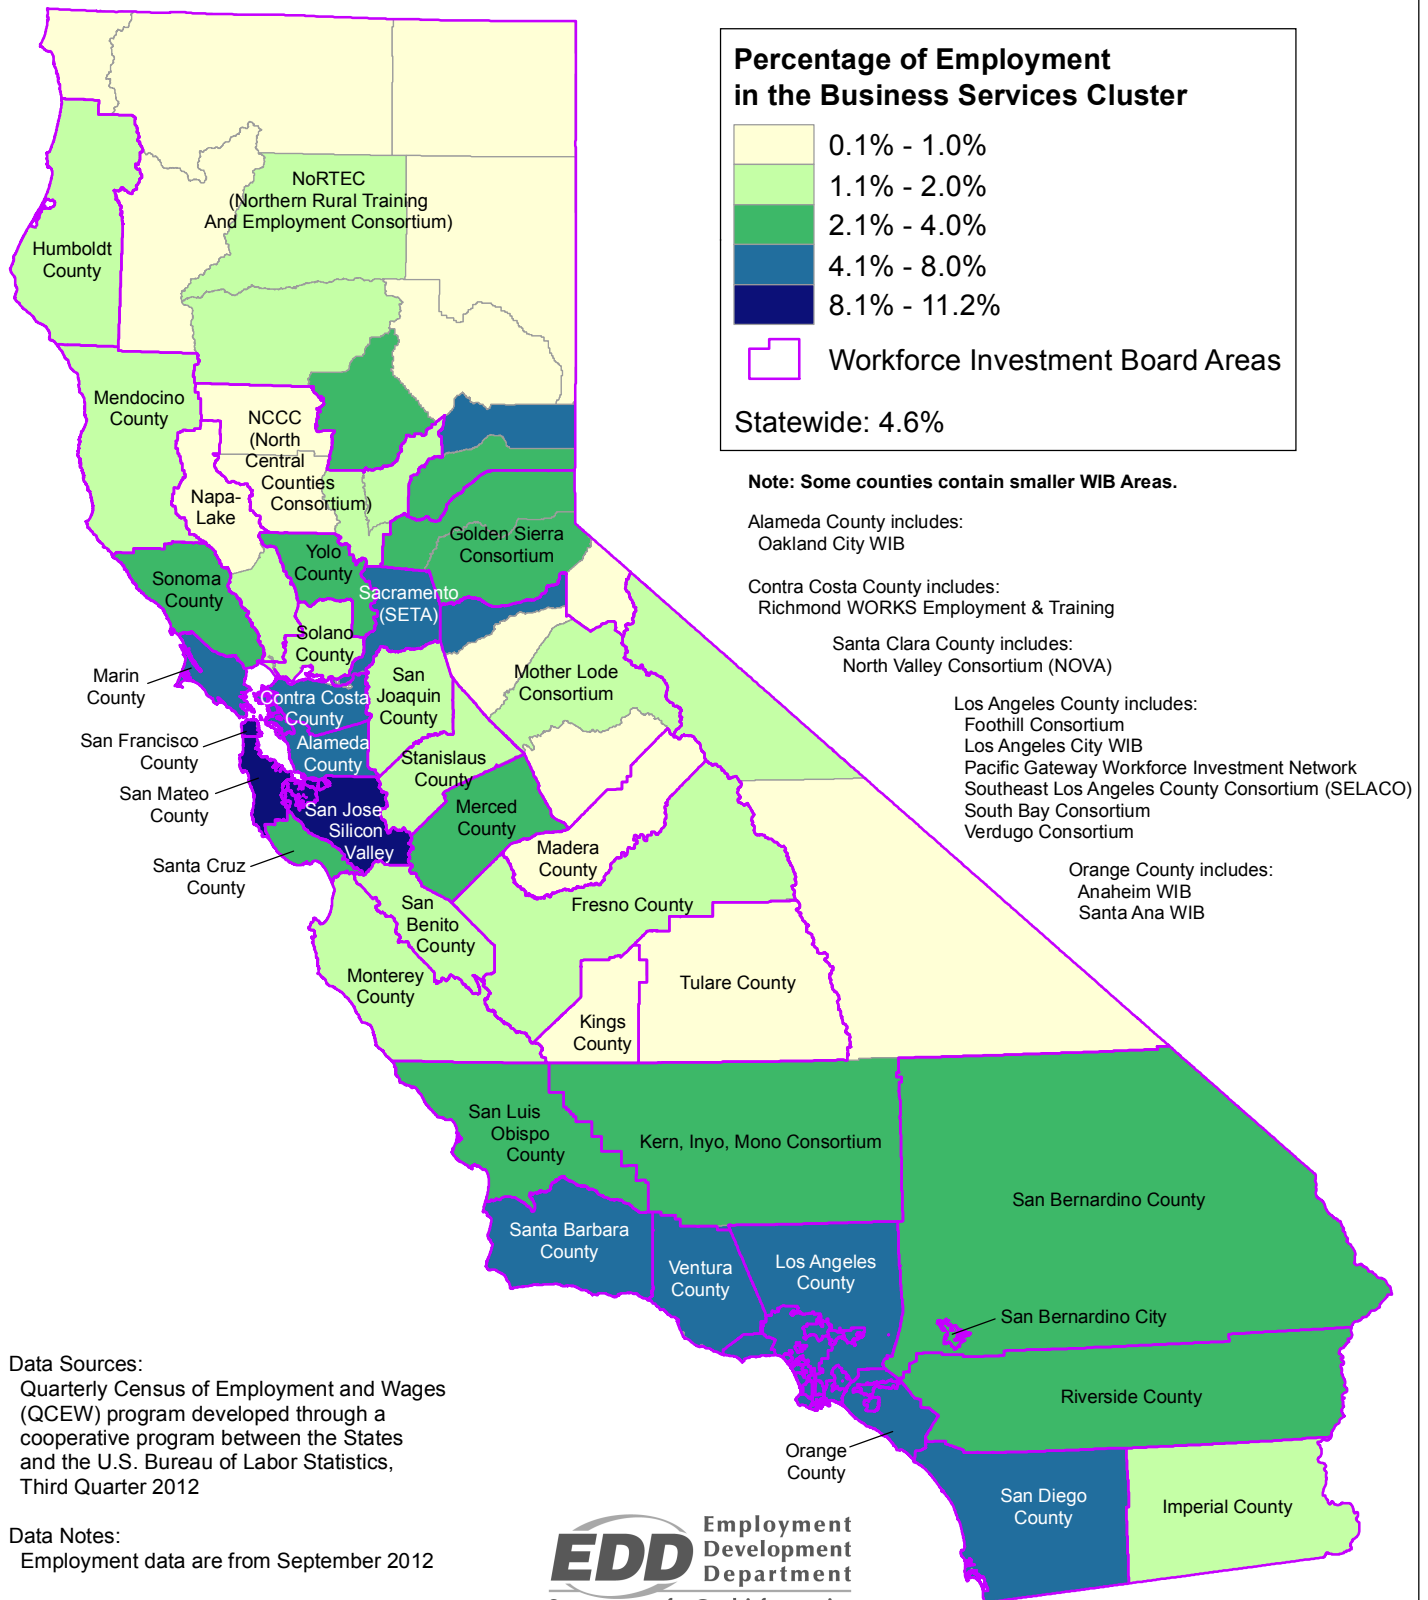 Percentage of Employment
in the Business Services Cluster
0.1% - 1.0%
1.1% - 2.0%
2.1% - 4.0%
4.1% - 8.0%
8.1% - 11.2%
Workforce Investment Board Areas
Statewide: 4.6%
Note: Some counties contain smaller WIB Areas.
Alameda County includes:
Oakland City WIB
Contra Costa County includes:
Richmond WORKS Employment & Training
Santa Clara County includes:
North Valley Consortium (NOVA)
Los Angeles County includes:
Foothill Consortium
Los Angeles City WIB
Pacific Gateway Workforce Investment Network
Southeast Los Angeles County Consortium (SELACO)
South Bay Consortium
Verdugo Consortium
Orange County includes:
Anaheim WIB
Santa Ana WIB
NoRTEC
(Northern Rural Training
And Employment Consortium)
Humboldt
County
Mendocino
County
NCCC
(North
Central
Counties
Consortium)
Napa-
Lake
Golden Sierra
Consortium
Yolo
County
Sonoma
County
Sacramento
(SETA)
Solano
County
Marin
County
San
Joaquin
County
Mother Lode
Consortium
Contra Costa
County
San Francisco
County
Alameda
County
Stanislaus
County
San Mateo
County
San Jose
Silicon
Valley
Merced
County
Santa Cruz
County
Madera
County
San
Benito
County
Fresno County
Monterey
County
Tulare County
Kings
County
San Luis
Obispo
County
Kern, Inyo, Mono Consortium
San Bernardino County
Santa Barbara
County
Ventura
County
Los Angeles
County
San Bernardino City
Riverside County
Orange
County
San Diego
County
Imperial County
Data Sources:
Quarterly Census of Employment and Wages
(QCEW) program developed through a
cooperative program between the States
and the U.S. Bureau of Labor Statistics,
Third Quarter 2012
Data Notes:
Employment data are from September 2012
EDD
Employment
Development
Department